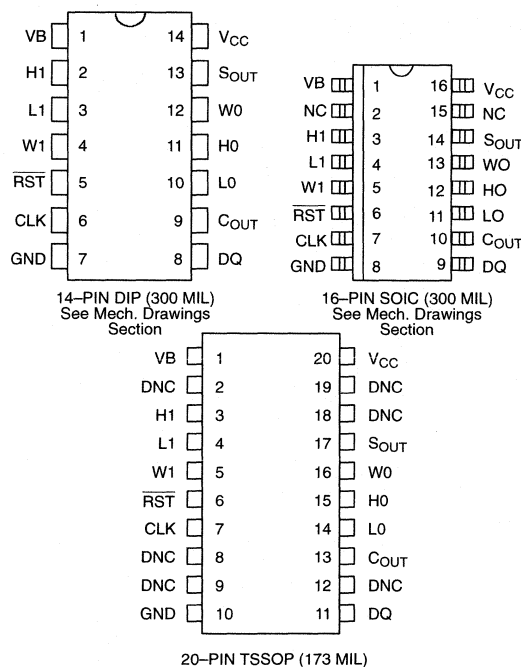 VB 1 14 VCC
H1 2 13 SOUT
L1 3 12 W0
W1 4 11 H0
RST 5 10 L0
CLK 6 9 COUT
GND 7 8 DQ
14–PIN DIP (300 MIL)
See Mech. Drawings
Section
VB 1 16 VCC
NC 2 15 NC
H1 3 14 SOUT
L1 4 13 WO
W1 5 12 HO
RST 6 11 LO
CLK 7 10 COUT
GND 8 9 DQ
16–PIN SOIC (300 MIL)
See Mech. Drawings
Section
VB 1 20 VCC
DNC 2 19 DNC
H1 3 18 DNC
L1 4 17 SOUT
W1 5 16 W0
RST 6 15 H0
CLK 7 14 L0
DNC 8 13 COUT
DNC 9 12 DNC
GND 10 11 DQ
20–PIN TSSOP (173 MIL)